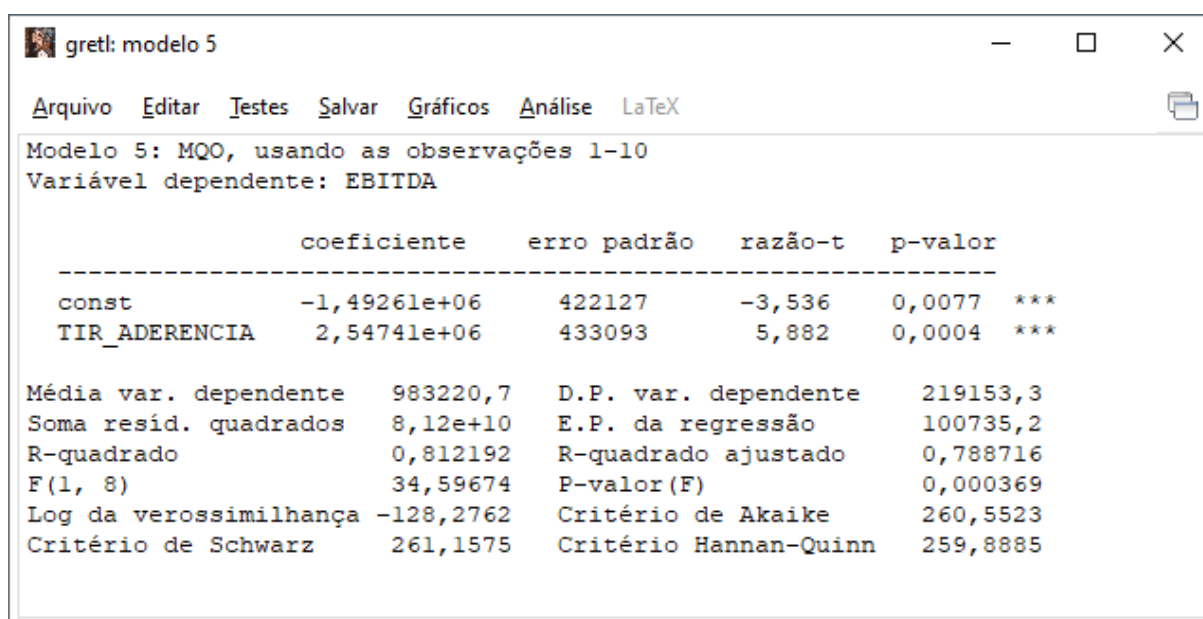 gretl: modelo 5
Arquivo Editar Testes Salvar Gráficos Análise LaTeX
Modelo 5: MQO, usando as observações 1-10
Variável dependente: EBITDA
coeficiente erro padrão razão-t p-valor
---------------------------------------------------------------
const -1,49261e+06 422127 -3,536 0,0077 ***
TIR_ADERENCIA 2,54741e+06 433093 5,882 0,0004 ***
Média var. dependente 983220,7 D.P. var. dependente 219153,3
Soma resíd. quadrados 8,12e+10 E.P. da regressão 100735,2
R-quadrado 0,812192 R-quadrado ajustado 0,788716
F(1, 8) 34,59674 P-valor(F) 0,000369
Log da verossimilhança -128,2762 Critério de Akaike 260,5523
Critério de Schwarz 261,1575 Critério Hannan-Quinn 259,8885